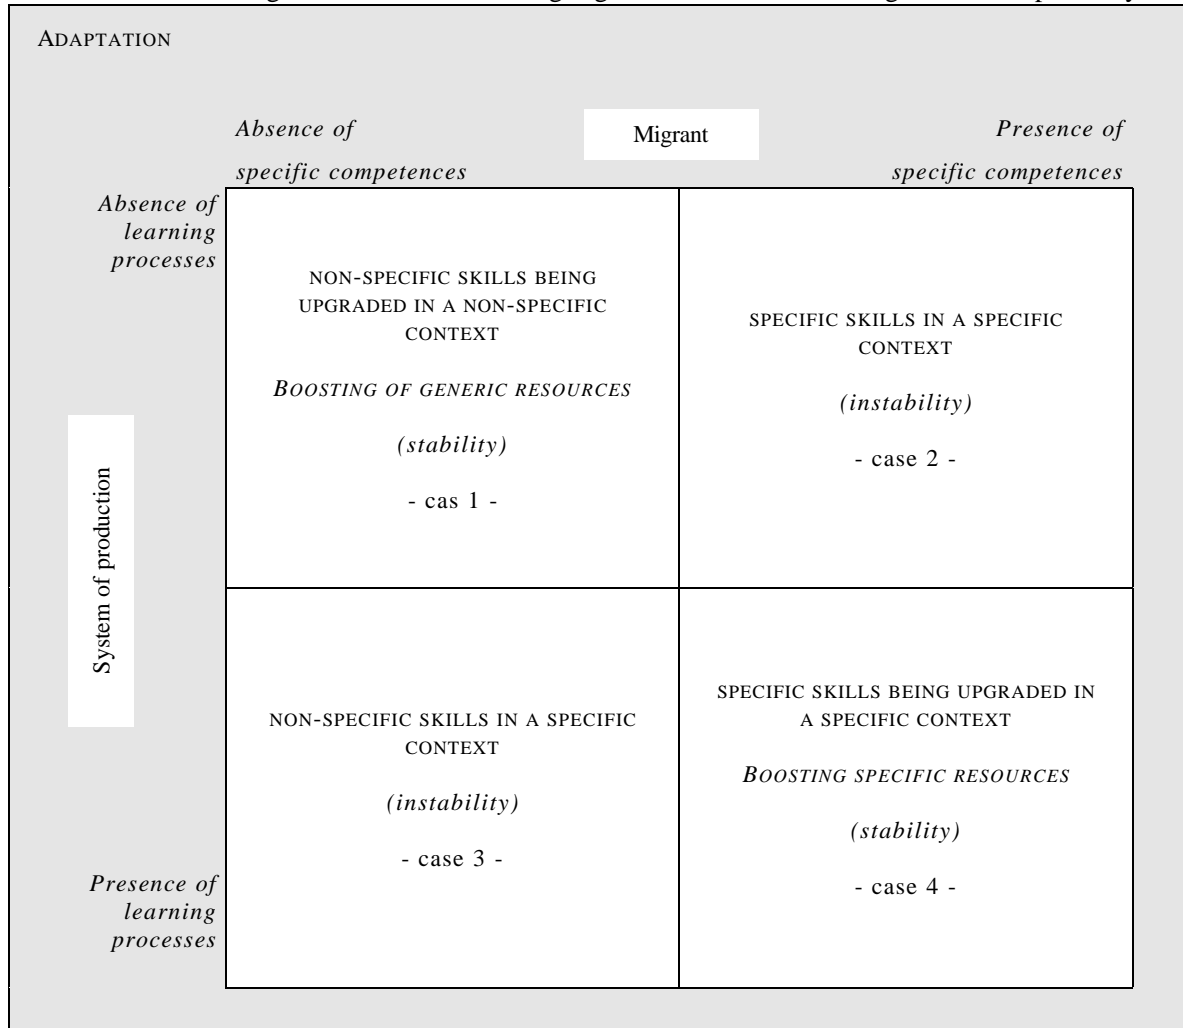 ADAPTATION
Absence of
specific competences
Migrant
Presence of
specific competences
Absence of
learning
processes
NON-SPECIFIC SKILLS BEING
UPGRADED IN A NON-SPECIFIC
CONTEXT
BOOSTING OF GENERIC RESOURCES
(stability)
- cas 1 -
SPECIFIC SKILLS IN A SPECIFIC
CONTEXT
(instability)
- case 2 -
System of production
NON-SPECIFIC SKILLS IN A SPECIFIC
CONTEXT
(instability)
- case 3 -
SPECIFIC SKILLS BEING UPGRADED IN
A SPECIFIC CONTEXT
BOOSTING SPECIFIC RESOURCES
(stability)
- case 4 -
Presence of
learning
processes